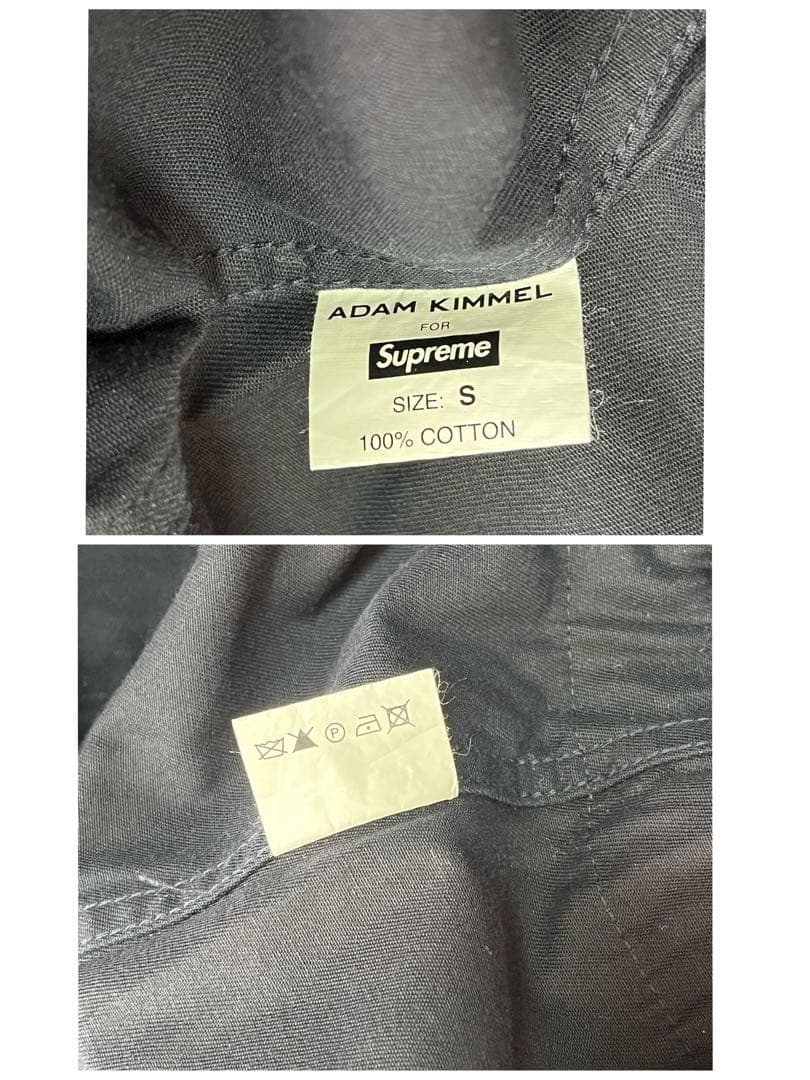 ADAM KIMMEL
FOR
Supreme
SIZE: S
100% COTTON
P